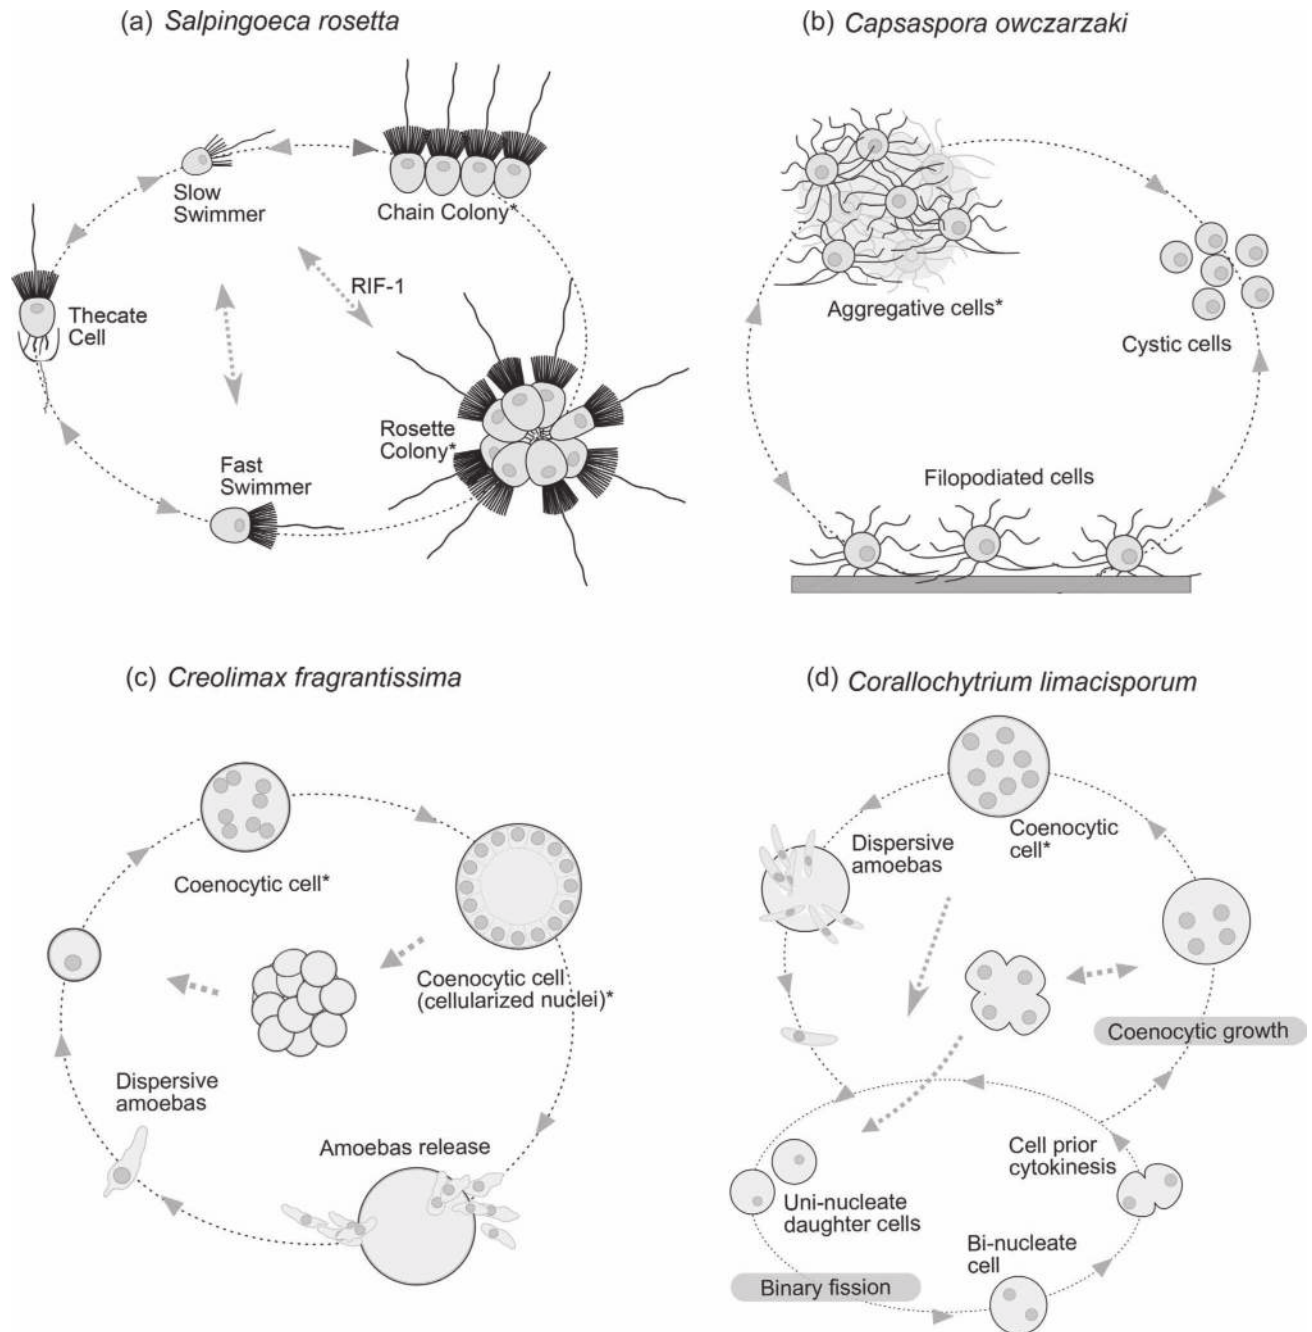 (a) Salpingoeca rosetta
Slow
Swimmer
Chain Colony*
RIF-1
Thecate
Cell
Rosette
Colony*
Fast
Swimmer
(b) Capsaspora owczarzaki
Aggregative cells*
Cystic cells
Filopodiated cells
(c) Creolimax fragrantissima
Coenocytic cell*
Coenocytic cell
(cellularized nuclei)*
Dispersive
amoebas
Amoebas release
(d) Corallochytrium limacisporum
Coenocytic
cell*
Dispersive
amoebas
Coenocytic growth
Cell prior
cytokinesis
Uni-nucleate
daughter cells
Bi-nucleate
cell
Binary fission